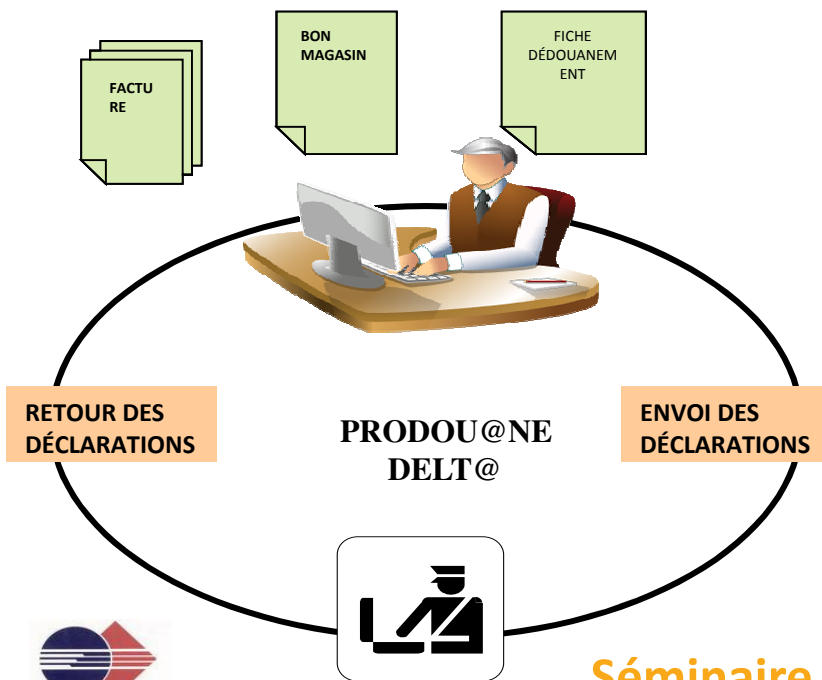 FACTU
RE
BON
MAGASIN
FICHE
DÉDOUANEM
ENT
RETOUR DES
DÉCLARATIONS
PRODOU@NE
DELT@
ENVOI DES
DÉCLARATIONS
Séminaire